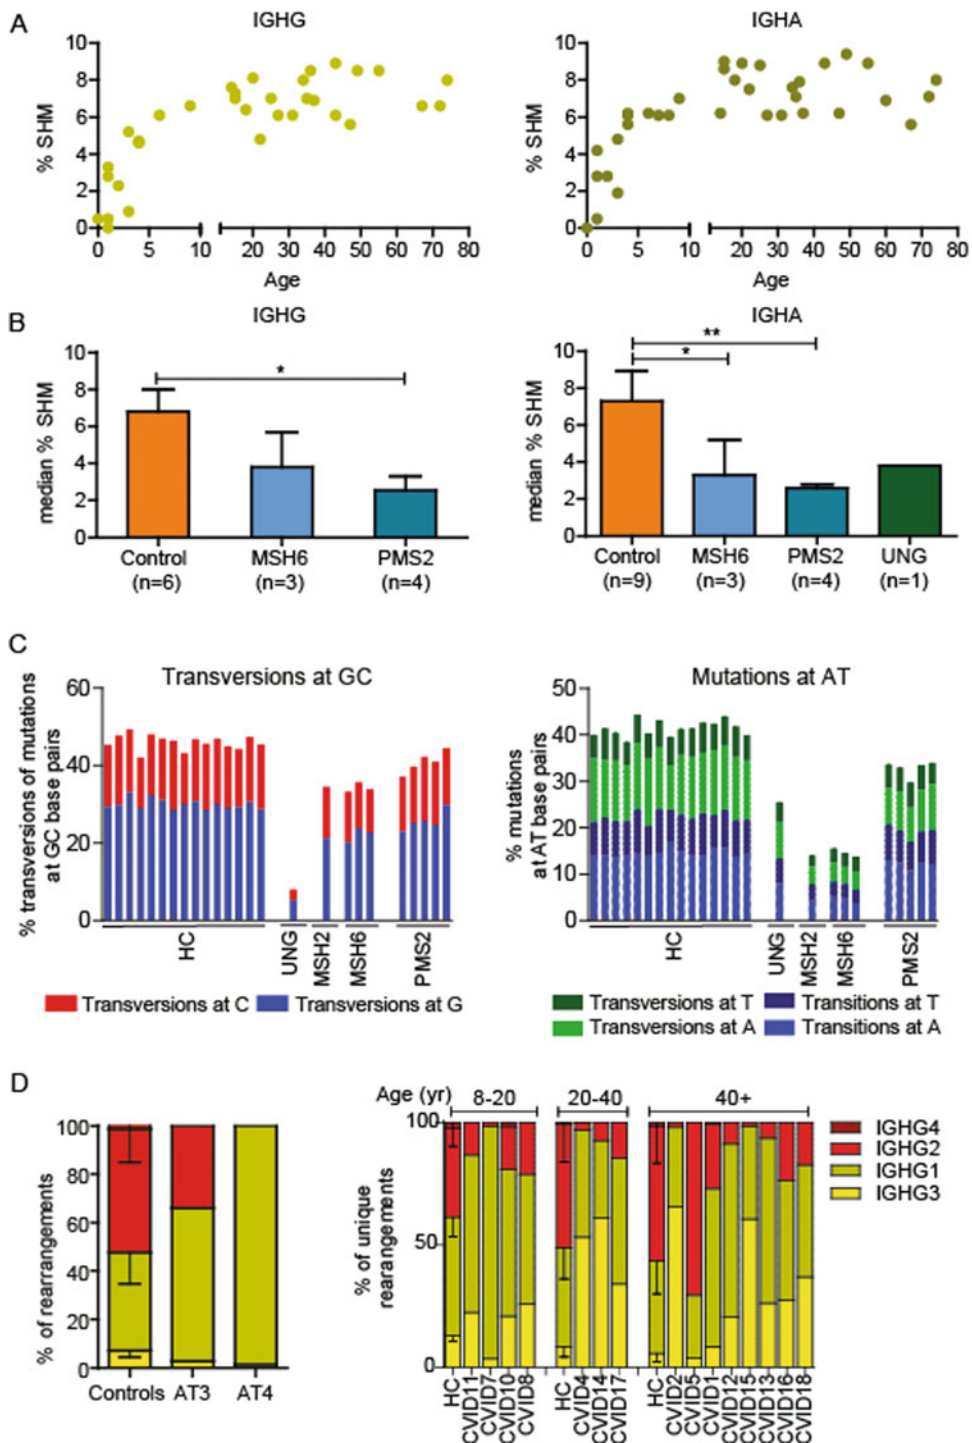 A
IGHG
IGHA
% SHM
10
8
6
4
2
0
0 5 10 20 30 40 50 60 70 80
Age
% SHM
10
8
6
4
2
0
0 5 10 20 30 40 50 60 70 80
Age
B
IGHG
IGHA
median % SHM
10
8
6
4
2
0
*
Control MSH6 PMS2
(n=6) (n=3) (n=4)
median % SHM
10
8
6
4
2
0
**
*
Control MSH6 PMS2 UNG
(n=9) (n=3) (n=4) (n=1)
C
Transversions at GC
Mutations at AT
% transversions of mutations
at GC base pairs
60
40
20
0
HC UNG MSH2 MSH6 PMS2
Transversions at C Transversions at G
% mutations
at AT base pairs
50
40
30
20
10
0
HC UNG MSH2 MSH6 PMS2
Transversions at T Transitions at T
Transversions at A Transitions at A
D
% of rearrangements
100
80
60
40
20
0
Controls AT3 AT4
Age (yr) 8-20 20-40 40+
% of unique
rearangements
100
50
0
HC CVID11 CVID7 CVID10 CVID8 HC CVID4 CVID14 CVID17 HC CVID2 CVID5 CVID1 CVID12 CVID15 CVID13 CVID16 CVID18
IGHG4
IGHG2
IGHG1
IGHG3